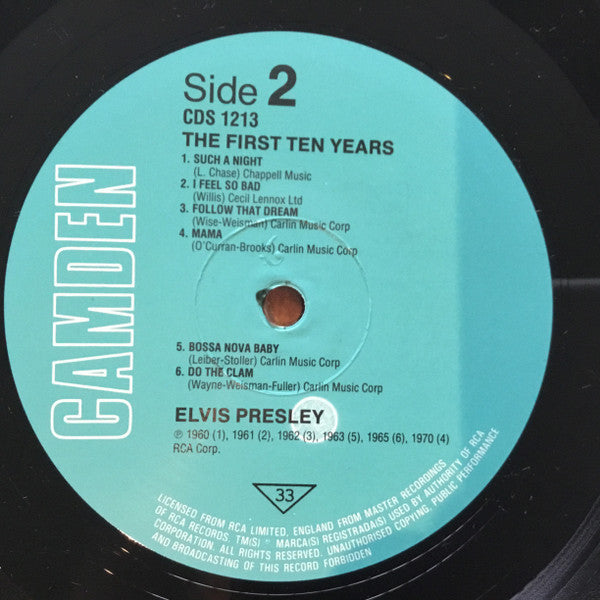 Side 2
CDS 1213
THE FIRST TEN YEARS
1. SUCH A NIGHT
(L. Chase) Chappell Music
2. I FEEL SO BAD
(Willis) Cecil Lennox Ltd
3. FOLLOW THAT DREAM
(Wise-Weisman) Carlin Music Corp
4. MAMA
(O'Curran-Brooks) Carlin Music Corp
CAMDEN
5. BOSSA NOVA BABY
(Leiber-Stoller) Carlin Music Corp
6. DO THE CLAM
(Wayne-Weisman-Fuller) Carlin Music Corp
ELVIS PRESLEY
℗ 1960 (1), 1961 (2), 1962 (3), 1963 (5), 1965 (6), 1970 (4)
RCA Corp.
33
LICENSED FROM RCA LIMITED, ENGLAND FROM MASTER RECORDINGS
OF RCA RECORDS. TM(S) ® MARCA(S) REGISTRADA(S) USED BY AUTHORITY OF RCA
CORPORATION. ALL RIGHTS RESERVED. UNAUTHORISED COPYING, PUBLIC PERFORMANCE
AND BROADCASTING OF THIS RECORD FORBIDDEN